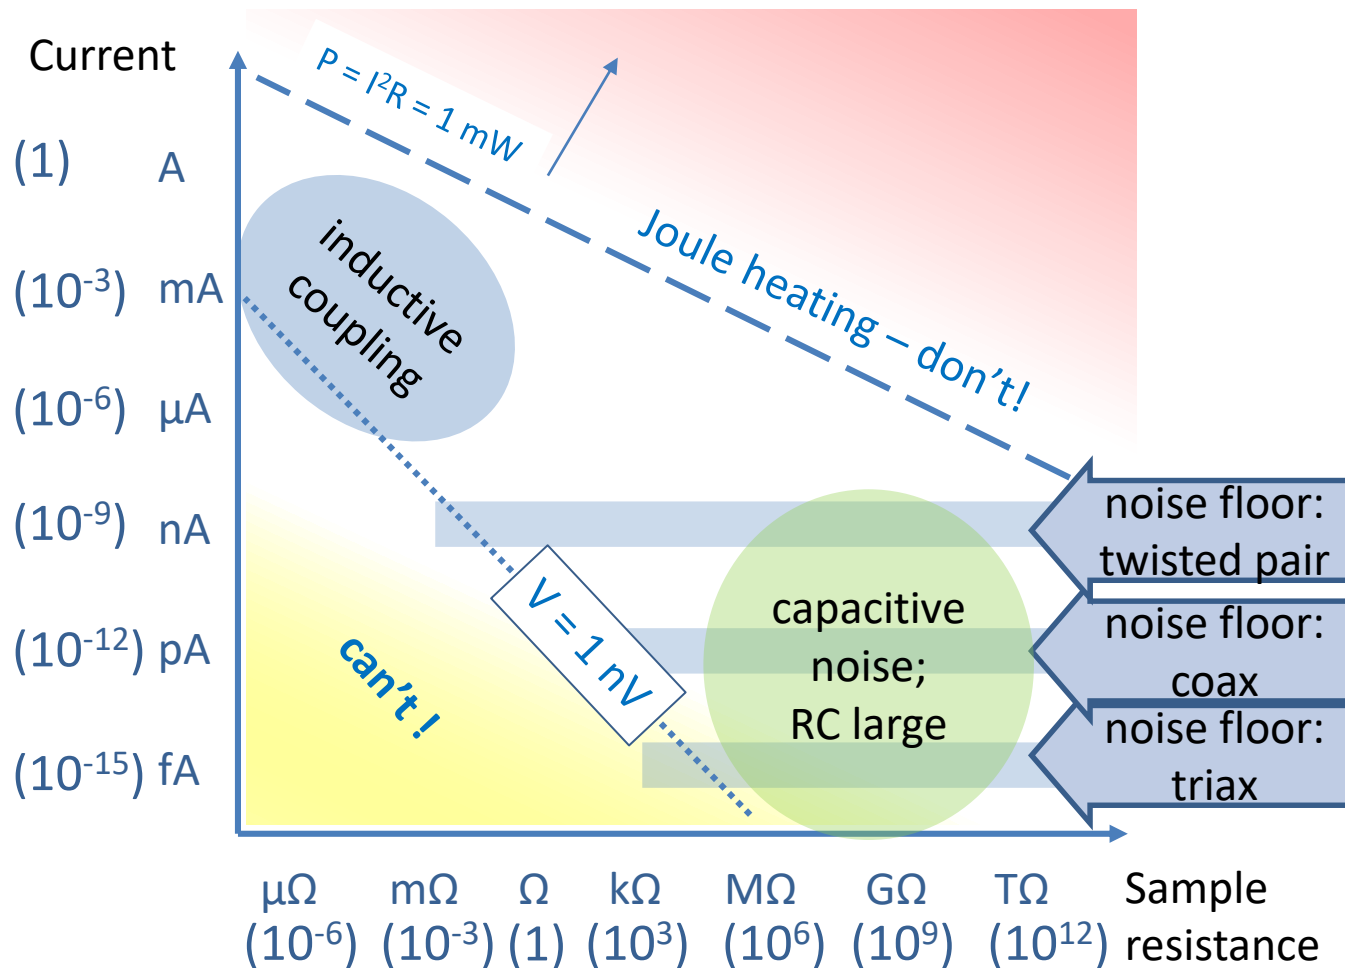 Current
P = I²R = 1 mW
(1) A
Joule heating – don't!
inductive
coupling
(10⁻³) mA
(10⁻⁶) µA
(10⁻⁹) nA
noise floor:
twisted pair
V = 1 nV
can't !
capacitive
noise;
RC large
(10⁻¹²) pA
noise floor:
coax
(10⁻¹⁵) fA
noise floor:
triax
µΩ mΩ Ω kΩ MΩ GΩ TΩ
(10⁻⁶) (10⁻³) (1) (10³) (10⁶) (10⁹) (10¹²)
Sample
resistance